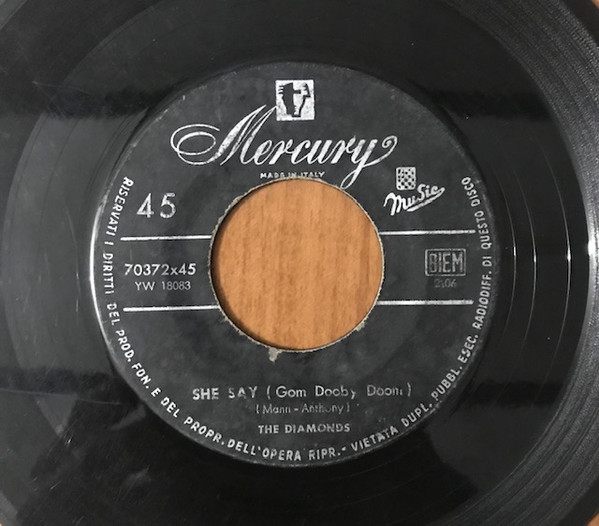 Mercury
MADE IN ITALY
45
Music
70372x45
YW 18083
BIEM
2,06
SHE SAY (Gom Dooby Doom)
(Mann - Anthony)
THE DIAMONDS
RISERVATI I DIRITTI DEL PROD. FON. E DEL PROPR. DELL'OPERA RIPR. - VIETATA DUPL. PUBBL. ESEC. RADIODIFF. DI QUESTO DISCO